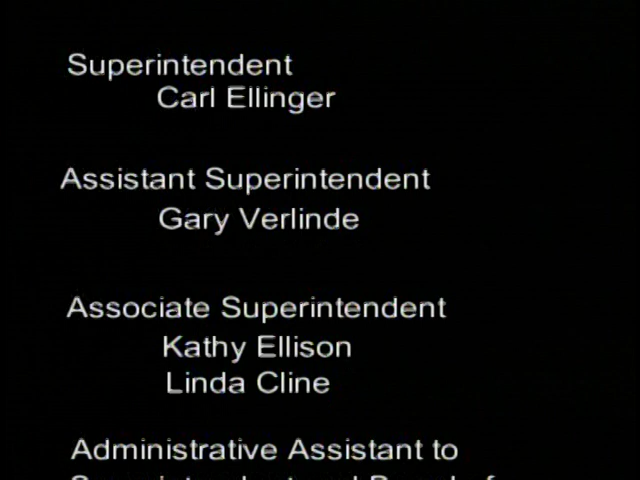 Superintendent
Carl Ellinger
Assistant Superintendent
Gary Verlinde
Associate Superintendent
Kathy Ellison
Linda Cline
Administrative Assistant to